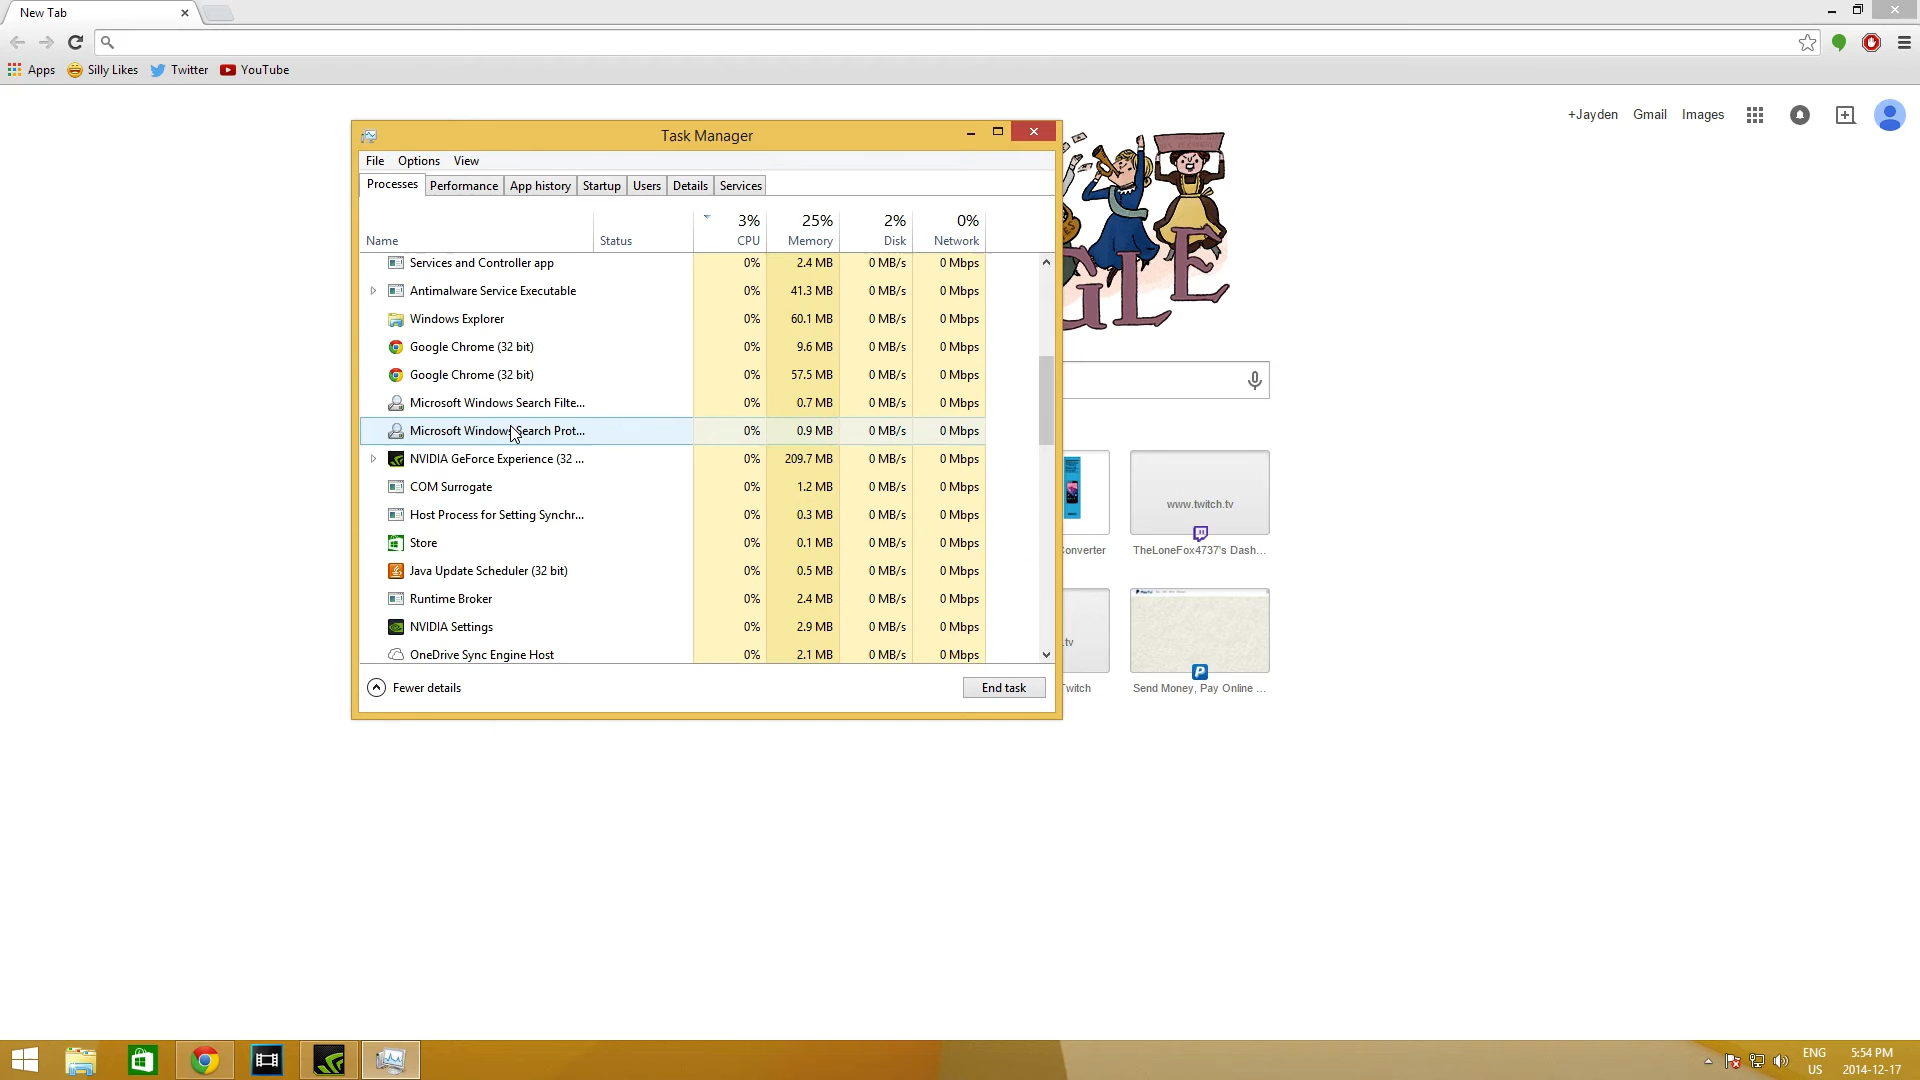 New Tab
Apps Silly Likes Twitter YouTube
+Jayden Gmail Images
Task Manager
File Options View
Processes Performance App history Startup Users Details Services
3% 25% 2% 0%
Name Status CPU Memory Disk Network
Services and Controller app 0% 2.4 MB 0 MB/s 0 Mbps
Antimalware Service Executable 0% 41.3 MB 0 MB/s 0 Mbps
Windows Explorer 0% 60.1 MB 0 MB/s 0 Mbps
Google Chrome (32 bit) 0% 9.6 MB 0 MB/s 0 Mbps
Google Chrome (32 bit) 0% 57.5 MB 0 MB/s 0 Mbps
Microsoft Windows Search Filte... 0% 0.7 MB 0 MB/s 0 Mbps
Microsoft Windows Search Prot... 0% 0.9 MB 0 MB/s 0 Mbps
NVIDIA GeForce Experience (32 ... 0% 209.7 MB 0 MB/s 0 Mbps
COM Surrogate 0% 1.2 MB 0 MB/s 0 Mbps
Host Process for Setting Synchr... 0% 0.3 MB 0 MB/s 0 Mbps
Store 0% 0.1 MB 0 MB/s 0 Mbps
Java Update Scheduler (32 bit) 0% 0.5 MB 0 MB/s 0 Mbps
Runtime Broker 0% 2.4 MB 0 MB/s 0 Mbps
NVIDIA Settings 0% 2.9 MB 0 MB/s 0 Mbps
OneDrive Sync Engine Host 0% 2.1 MB 0 MB/s 0 Mbps
Fewer details End task
GLE
www.twitch.tv
onverter TheLoneFox4737's Dash...
.tv
Twitch Send Money, Pay Online ...
ENG 5:54 PM
US 2014-12-17